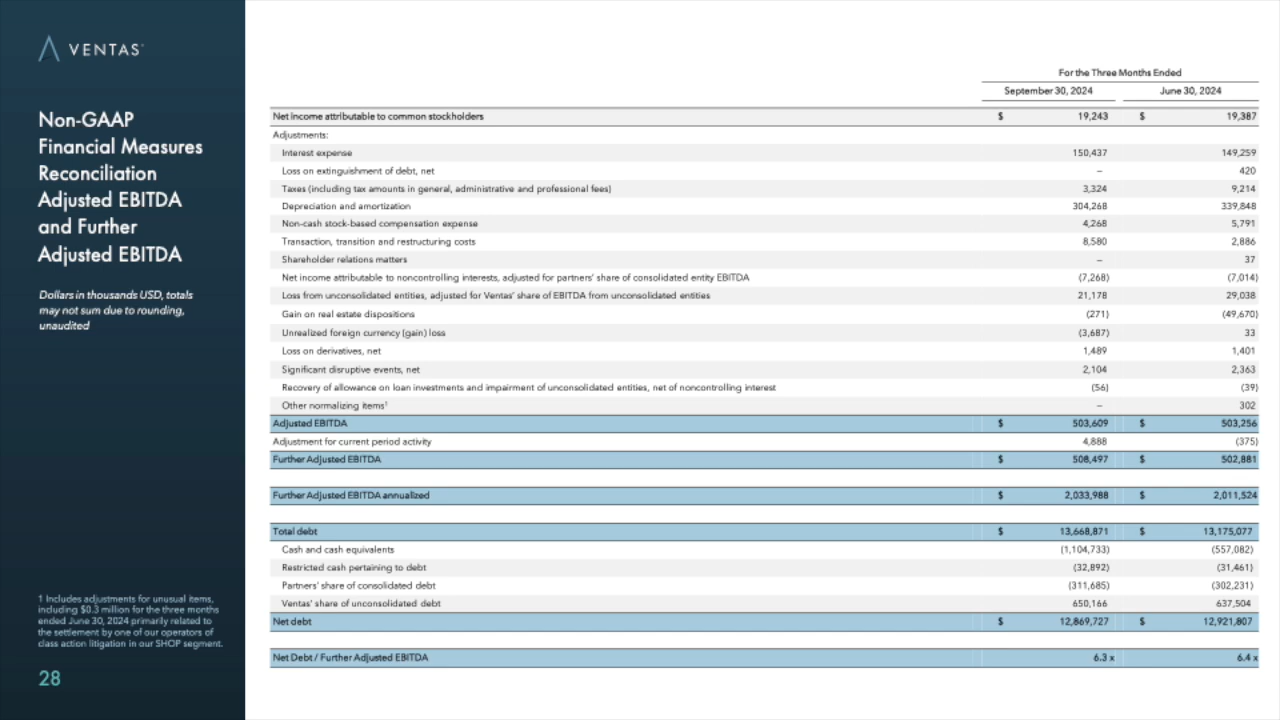 VENTAS™
Non-GAAP
Financial Measures
Reconciliation
Adjusted EBITDA
and Further
Adjusted EBITDA
Dollars in thousands USD, totals
may not sum due to rounding,
unaudited
1 Includes adjustments for unusual items,
including $0.3 million for the three months
ended June 30, 2024 primarily related to
the settlement by one of our operators of
class action litigation in our SHOP segment.
28
For the Three Months Ended
September 30, 2024 June 30, 2024
Net income attributable to common stockholders $ 19,243 $ 19,387
Adjustments:
Interest expense 150,437 149,259
Loss on extinguishment of debt, net – 420
Taxes (including tax amounts in general, administrative and professional fees) 3,324 9,214
Depreciation and amortization 304,268 339,848
Non-cash stock-based compensation expense 4,268 5,791
Transaction, transition and restructuring costs 8,580 2,886
Shareholder relations matters – 37
Net income attributable to noncontrolling interests, adjusted for partners' share of consolidated entity EBITDA (7,268) (7,014)
Loss from unconsolidated entities, adjusted for Ventas' share of EBITDA from unconsolidated entities 21,178 29,038
Gain on real estate dispositions (271) (49,670)
Unrealized foreign currency (gain) loss (3,687) 33
Loss on derivatives, net 1,489 1,401
Significant disruptive events, net 2,104 2,363
Recovery of allowance on loan investments and impairment of unconsolidated entities, net of noncontrolling interest (56) (39)
Other normalizing items¹ – 302
Adjusted EBITDA $ 503,609 $ 503,256
Adjustment for current period activity 4,888 (375)
Further Adjusted EBITDA $ 508,497 $ 502,881
Further Adjusted EBITDA annualized $ 2,033,988 $ 2,011,524
Total debt $ 13,668,871 $ 13,175,077
Cash and cash equivalents (1,104,733) (557,082)
Restricted cash pertaining to debt (32,892) (31,461)
Partners' share of consolidated debt (311,685) (302,231)
Ventas' share of unconsolidated debt 650,166 637,504
Net debt $ 12,869,727 $ 12,921,807
Net Debt / Further Adjusted EBITDA 6.3 x 6.4 x